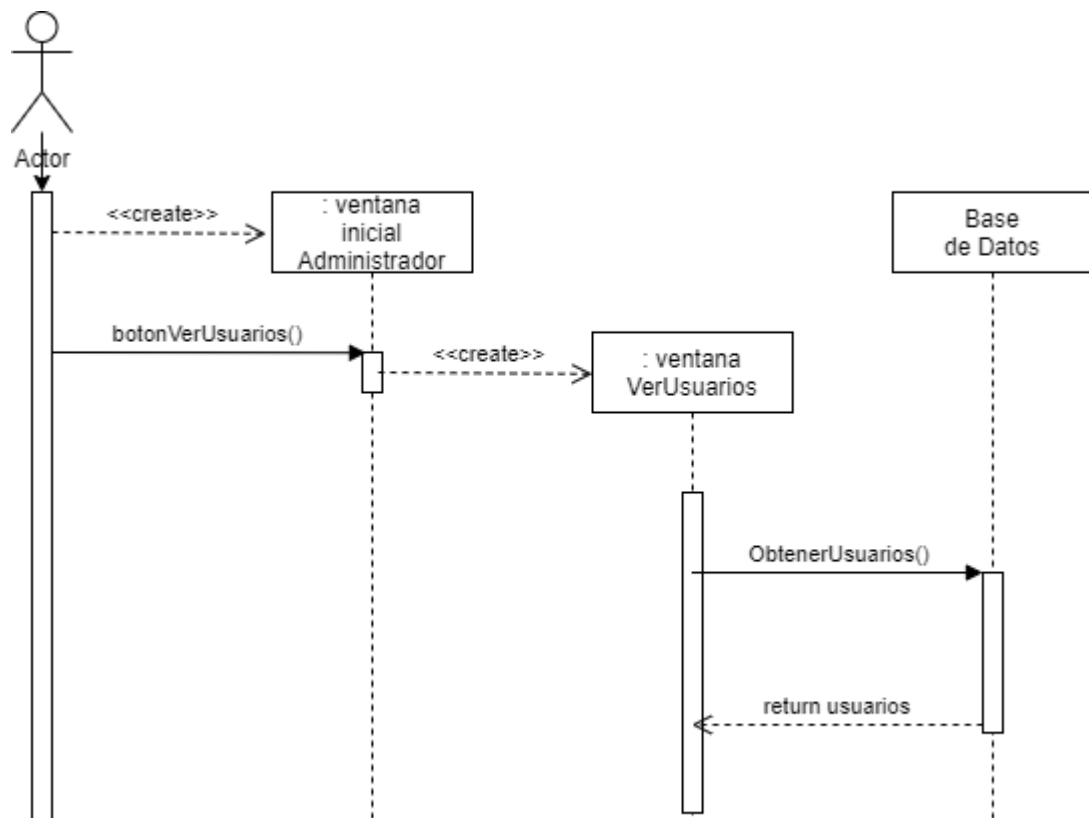 Actor
<<create>>
: ventana
inicial
Administrador
Base
de Datos
botonVerUsuarios()
<<create>>
: ventana
VerUsuarios
ObtenerUsuarios()
return usuarios